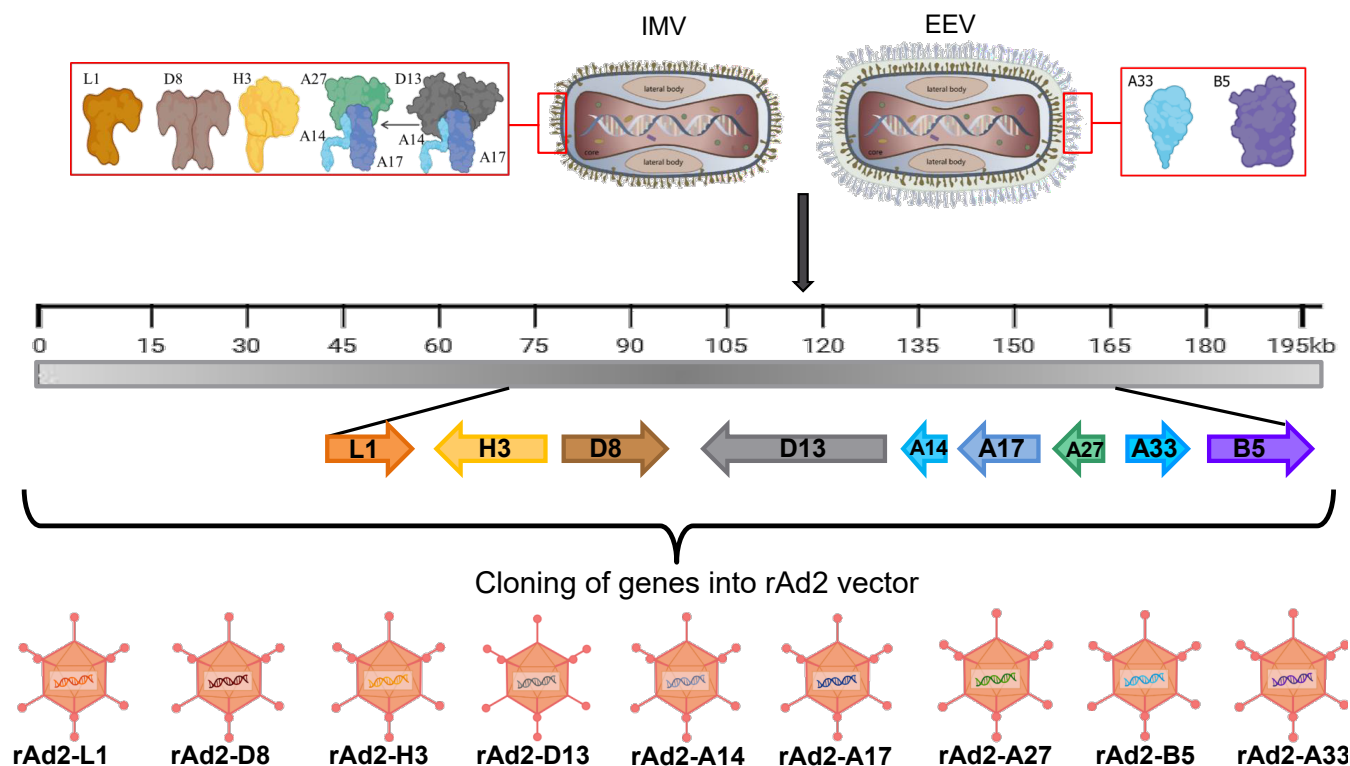 IMV
EEV
L1
D8
H3
A27
D13
A14
A14
A17
A17
lateral body
core
lateral body
lateral body
core
lateral body
A33
B5
0 15 30 45 60 75 90 105 120 135 150 165 180 195kb
L1 H3 D8 D13 A14 A17 A27 A33 B5
Cloning of genes into rAd2 vector
rAd2-L1 rAd2-D8 rAd2-H3 rAd2-D13 rAd2-A14 rAd2-A17 rAd2-A27 rAd2-B5 rAd2-A33